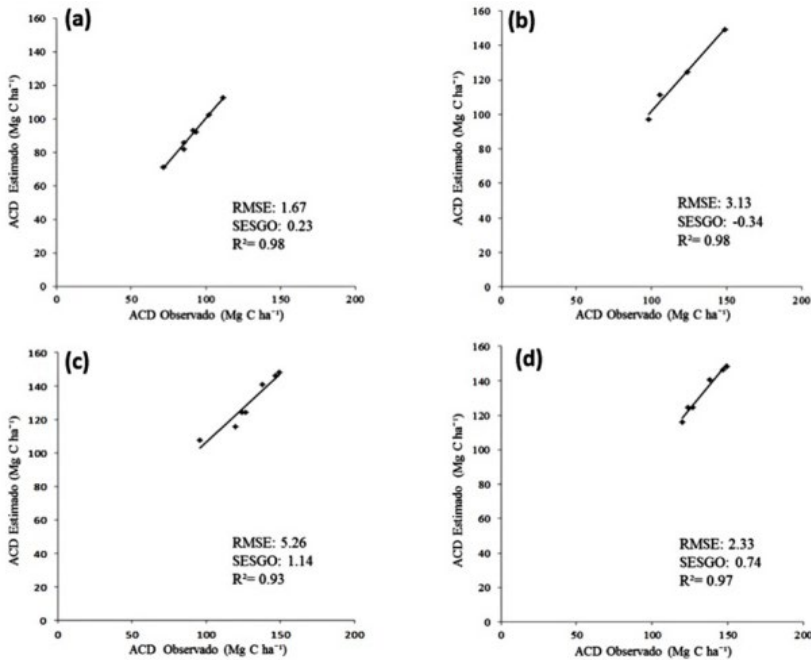 (a)
ACD Estimado (Mg C ha⁻¹)
160
140
120
100
80
60
40
20
0
RMSE: 1.67
SESGO: 0.23
R²= 0.98
0 50 100 150 200
ACD Observado (Mg C ha⁻¹)
(b)
ACD Estimado (Mg C ha⁻¹)
160
140
120
100
80
60
40
20
0
RMSE: 3.13
SESGO: -0.34
R²= 0.98
0 50 100 150 200
ACD Observado (Mg C ha⁻¹)
(c)
ACD Estimado (Mg C ha⁻¹)
160
140
120
100
80
60
40
20
0
RMSE: 5.26
SESGO: 1.14
R²= 0.93
0 50 100 150 200
ACD Observado (Mg C ha⁻¹)
(d)
ACD Estimado (Mg C ha⁻¹)
160
140
120
100
80
60
40
20
0
RMSE: 2.33
SESGO: 0.74
R²= 0.97
0 50 100 150 200
ACD Observado (Mg C ha⁻¹)